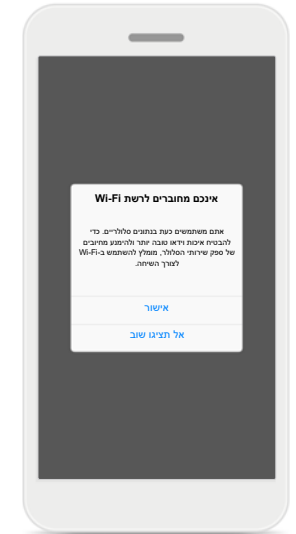 אינכם מחוברים לרשת Wi-Fi
אתם משתמשים כעת בנתונים סלולריים. כדי
להבטיח איכות וידאו טובה יותר ולהימנע מחיובים
של ספק שירותי הסלולר, מומלץ להשתמש ב-Wi-Fi
לצורך השיחה.
אישור
אל תציגו שוב